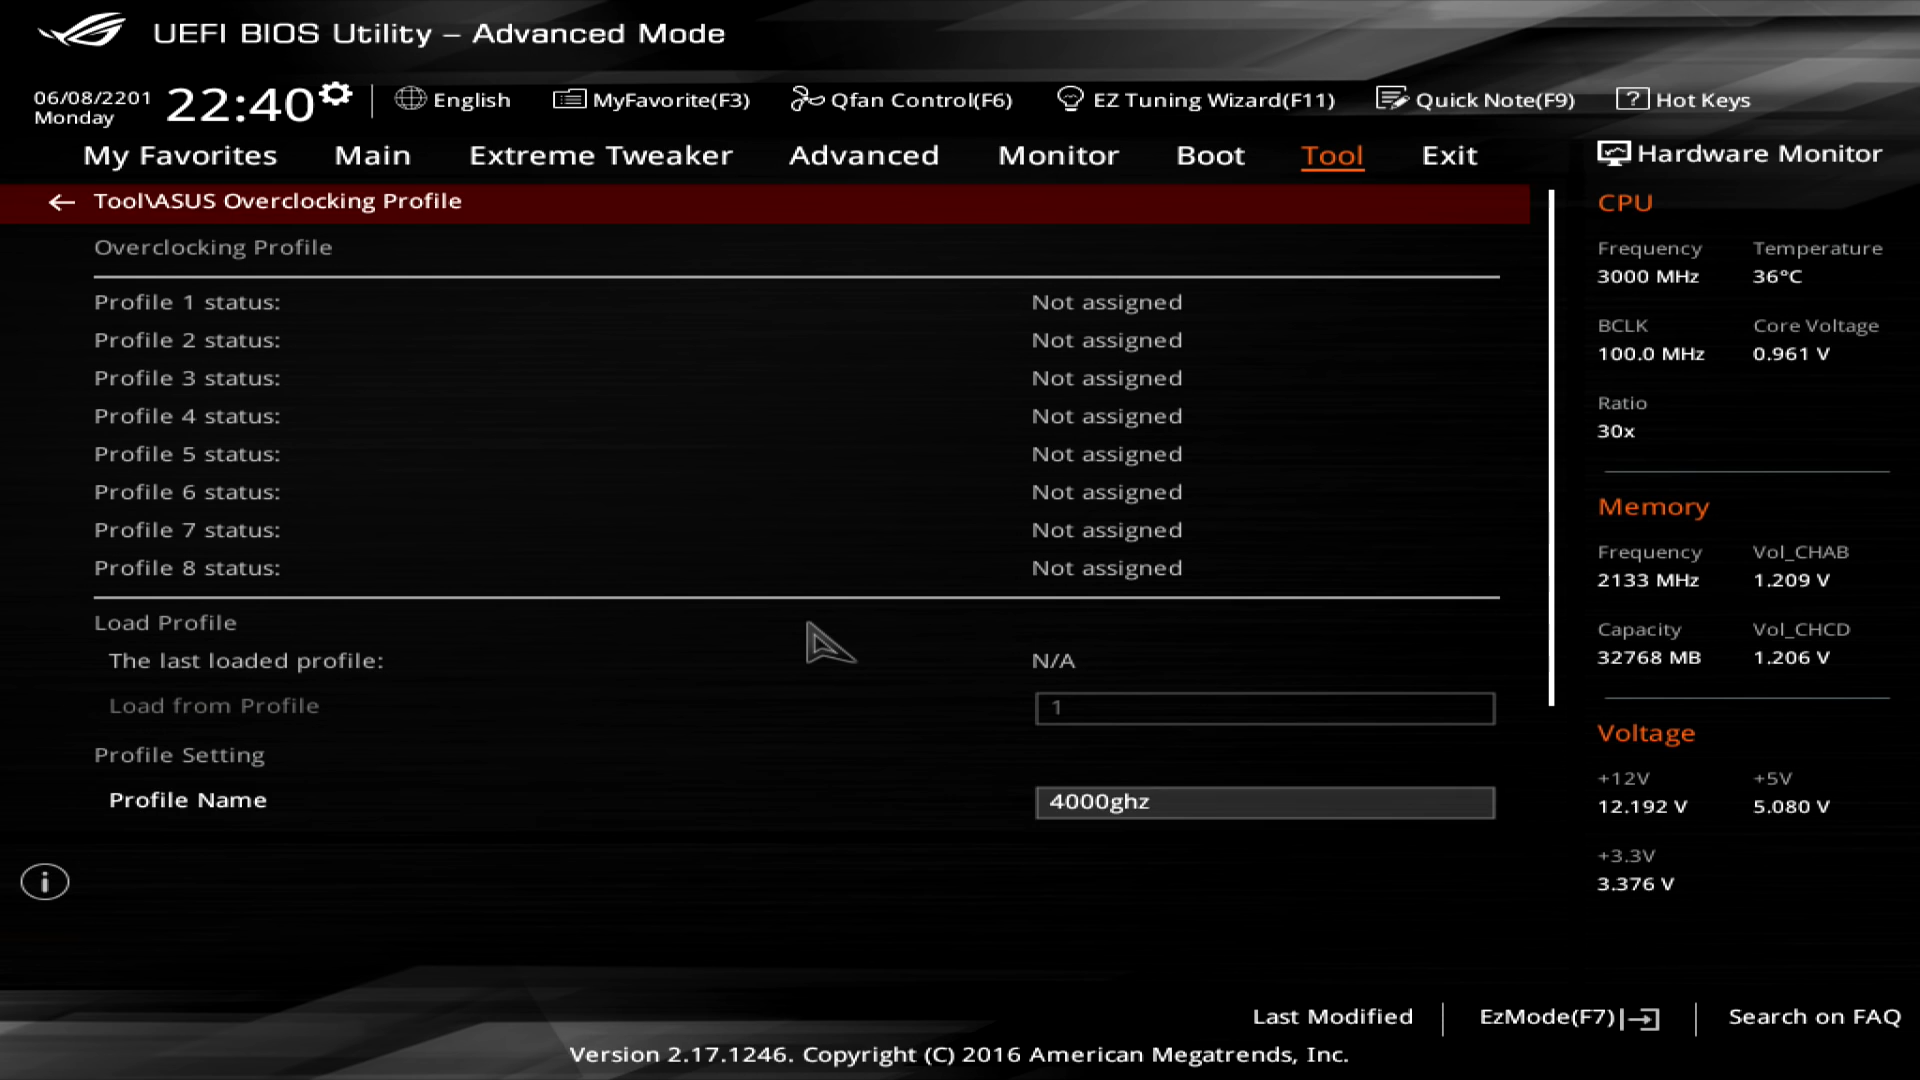 UEFI BIOS Utility – Advanced Mode
06/08/2201
Monday
22:40
English
MyFavorite(F3)
Qfan Control(F6)
EZ Tuning Wizard(F11)
Quick Note(F9)
? Hot Keys
My Favorites
Main
Extreme Tweaker
Advanced
Monitor
Boot
Tool
Exit
Tool\ASUS Overclocking Profile
Overclocking Profile
Profile 1 status: Not assigned
Profile 2 status: Not assigned
Profile 3 status: Not assigned
Profile 4 status: Not assigned
Profile 5 status: Not assigned
Profile 6 status: Not assigned
Profile 7 status: Not assigned
Profile 8 status: Not assigned
Load Profile
The last loaded profile: N/A
Load from Profile 1
Profile Setting
Profile Name 4000ghz
Hardware Monitor
CPU
Frequency Temperature
3000 MHz 36°C
BCLK Core Voltage
100.0 MHz 0.961 V
Ratio
30x
Memory
Frequency Vol_CHAB
2133 MHz 1.209 V
Capacity Vol_CHCD
32768 MB 1.206 V
Voltage
+12V +5V
12.192 V 5.080 V
+3.3V
3.376 V
i
Last Modified
EzMode(F7)
Search on FAQ
Version 2.17.1246. Copyright (C) 2016 American Megatrends, Inc.